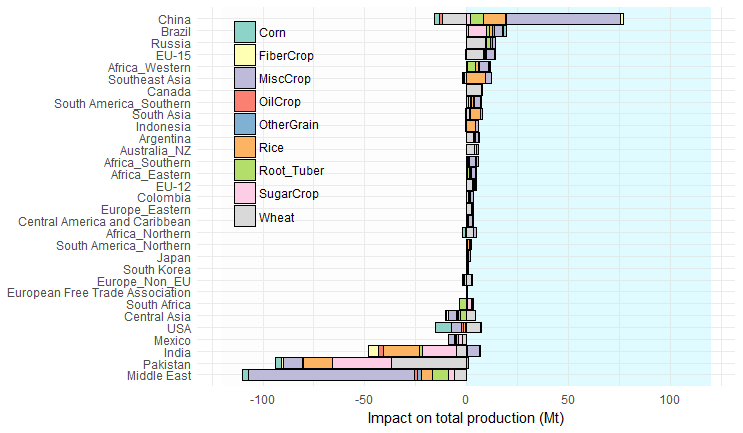 China
Brazil
Russia
EU-15
Africa_Western
Southeast Asia
Canada
South America_Southern
South Asia
Indonesia
Argentina
Australia_NZ
Africa_Southern
Africa_Eastern
EU-12
Colombia
Europe_Eastern
Central America and Caribbean
Africa_Northern
South America_Northern
Japan
South Korea
Europe_Non_EU
European Free Trade Association
South Africa
Central Asia
USA
Mexico
India
Pakistan
Middle East
Corn
FiberCrop
MiscCrop
OilCrop
OtherGrain
Rice
Root_Tuber
SugarCrop
Wheat
-100 -50 0 50 100
Impact on total production (Mt)